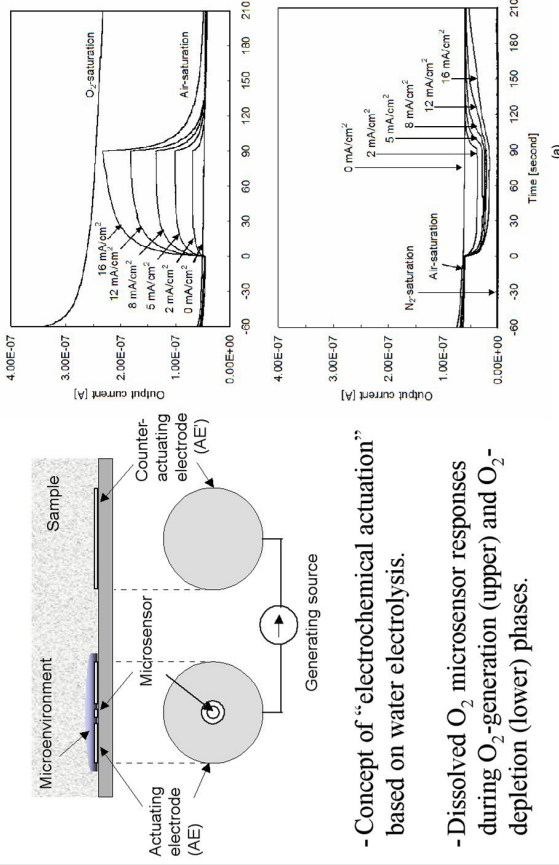 Microenvironment
Microsensor
Sample
Actuating
electrode
(AE)
Counter-
actuating
electrode
(AE')
Generating source
-Concept of “electrochemical actuation”
based on water electrolysis.
-Dissolved O2 microsensor responses
during O2-generation (upper) and O2-
depletion (lower) phases.
Output current [A]
4.00E-07
3.00E-07
2.00E-07
1.00E-07
0.00E+00
O2-saturation
16 mA/cm2
12 mA/cm2
8 mA/cm2
5 mA/cm2
2 mA/cm2
0 mA/cm2
Air-saturation
-60 -30 0 30 60 90 120 150 180 210
Output current [A]
4.00E-07
3.00E-07
2.00E-07
1.00E-07
0.00E+00
0 mA/cm2
2 mA/cm2
5 mA/cm2
8 mA/cm2
12 mA/cm2
16 mA/cm2
N2-saturation
Air-saturation
-60 -30 0 30 60 90 120 150 180 210
Time [second]
(a)